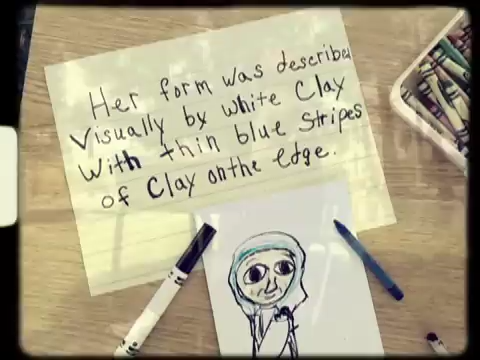 Her form was described
Visually by white Clay
With thin blue Stripes
of Clay on the edge.